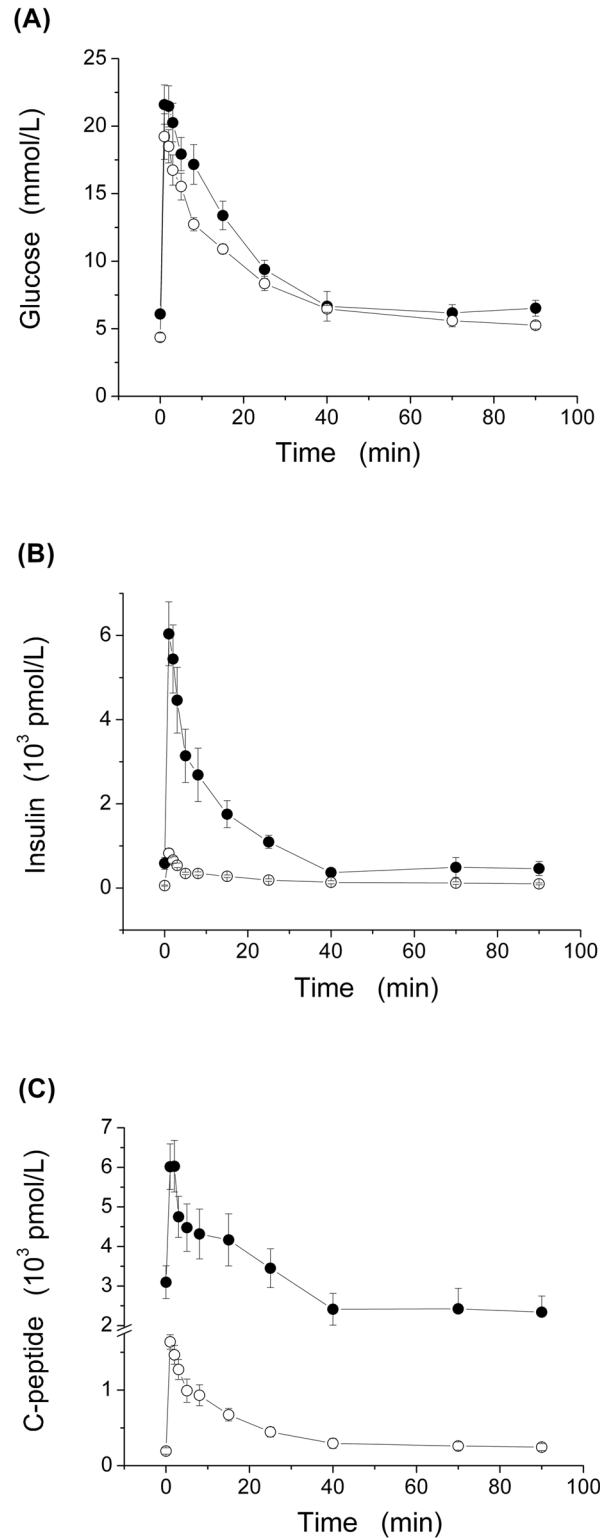 (A)
25
20
15
10
5
0
Glucose (mmol/L)
0 20 40 60 80 100
Time (min)
(B)
6
4
2
0
Insulin (10³ pmol/L)
0 20 40 60 80 100
Time (min)
(C)
7
6
5
4
3
2
1
0
C-peptide (10³ pmol/L)
0 20 40 60 80 100
Time (min)